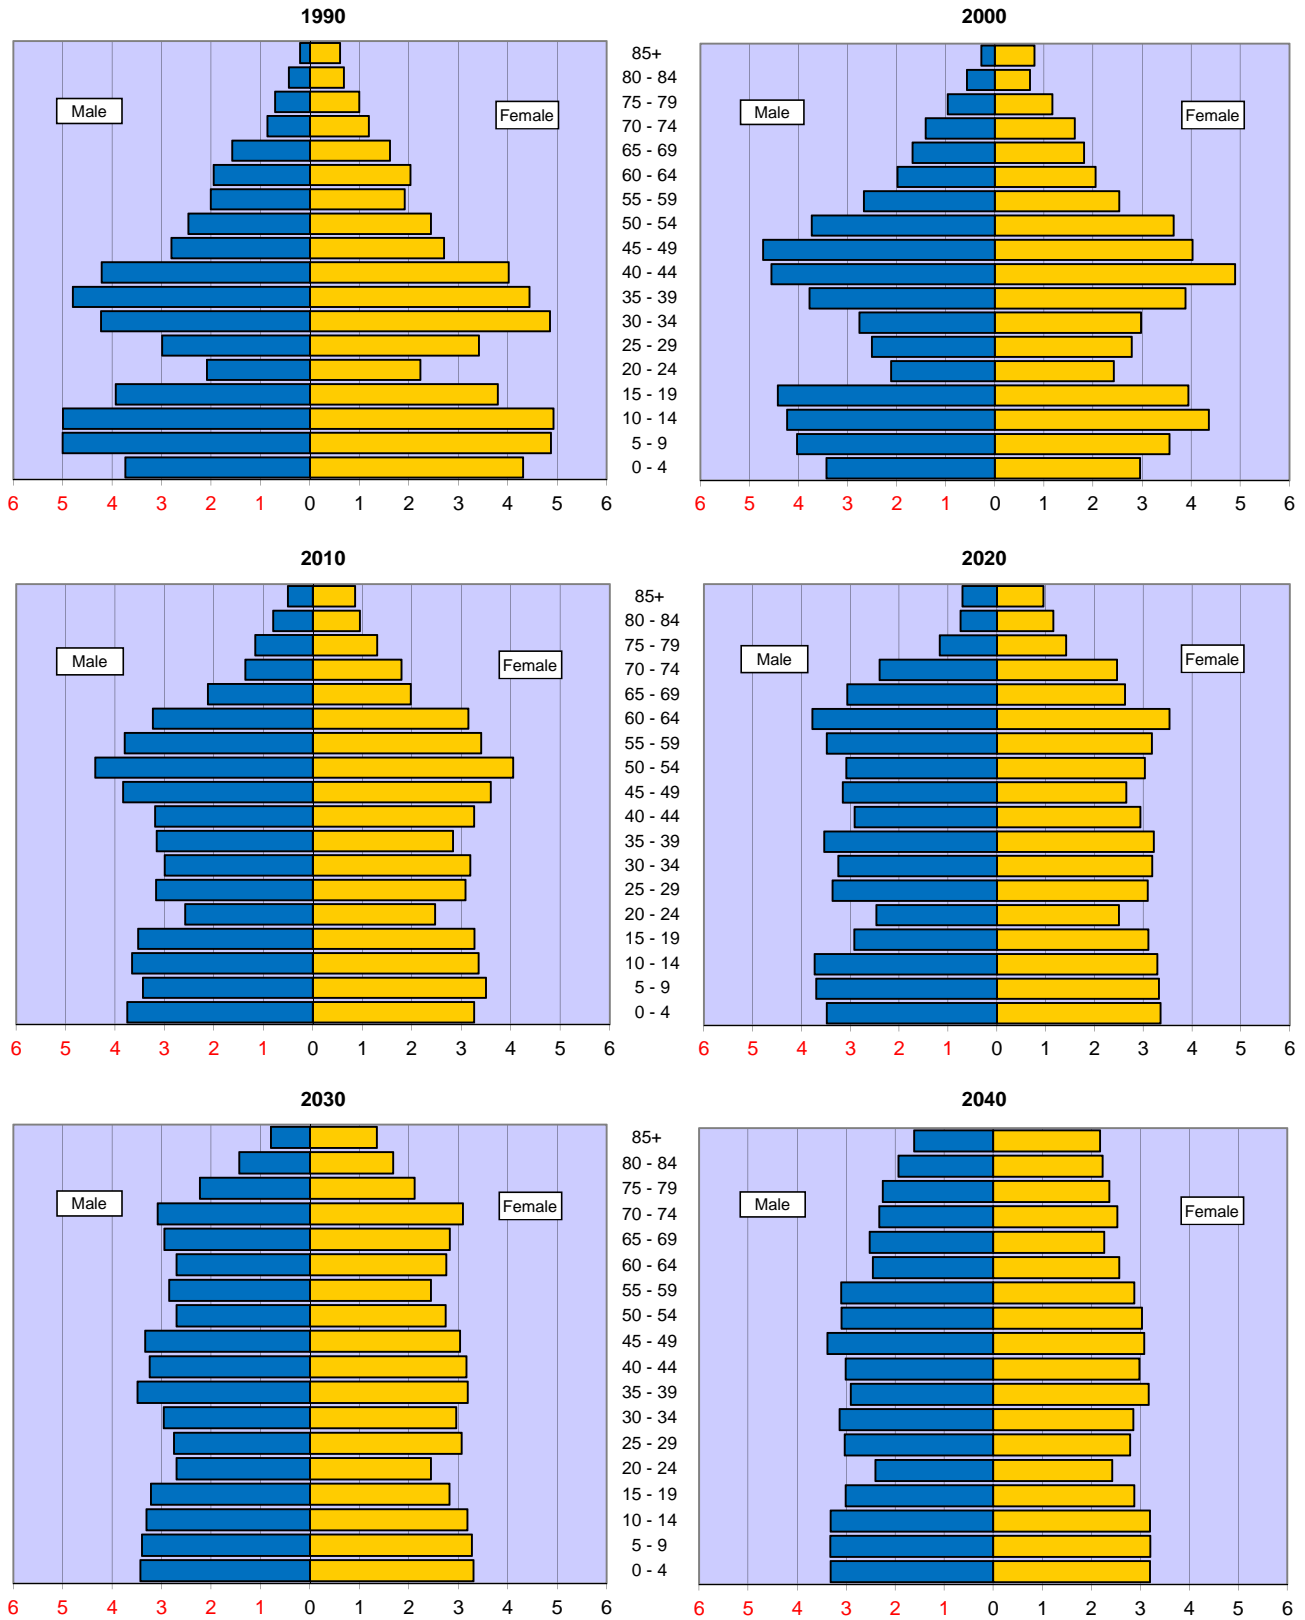 1990
2000
Male
Female
Male
Female
85+
80 - 84
75 - 79
70 - 74
65 - 69
60 - 64
55 - 59
50 - 54
45 - 49
40 - 44
35 - 39
30 - 34
25 - 29
20 - 24
15 - 19
10 - 14
5 - 9
0 - 4
6 5 4 3 2 1 0 1 2 3 4 5 6
6 5 4 3 2 1 0 1 2 3 4 5 6
2010
2020
Male
Female
Male
Female
85+
80 - 84
75 - 79
70 - 74
65 - 69
60 - 64
55 - 59
50 - 54
45 - 49
40 - 44
35 - 39
30 - 34
25 - 29
20 - 24
15 - 19
10 - 14
5 - 9
0 - 4
6 5 4 3 2 1 0 1 2 3 4 5 6
6 5 4 3 2 1 0 1 2 3 4 5 6
2030
2040
Male
Female
Male
Female
85+
80 - 84
75 - 79
70 - 74
65 - 69
60 - 64
55 - 59
50 - 54
45 - 49
40 - 44
35 - 39
30 - 34
25 - 29
20 - 24
15 - 19
10 - 14
5 - 9
0 - 4
6 5 4 3 2 1 0 1 2 3 4 5 6
6 5 4 3 2 1 0 1 2 3 4 5 6